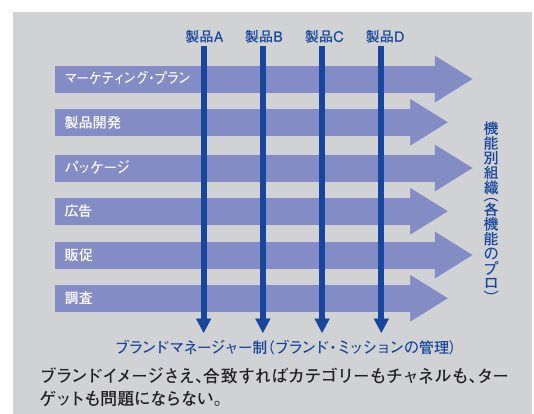 製品A 製品B 製品C 製品D
マーケティング・プラン
製品開発
パッケージ
広告
販促
調査
機能別組織(各機能のプロ)
ブランドマネージャー制(ブランド・ミッションの管理)
ブランドイメージさえ、合致すればカテゴリーもチャネルも、ター
ゲットも問題にならない。